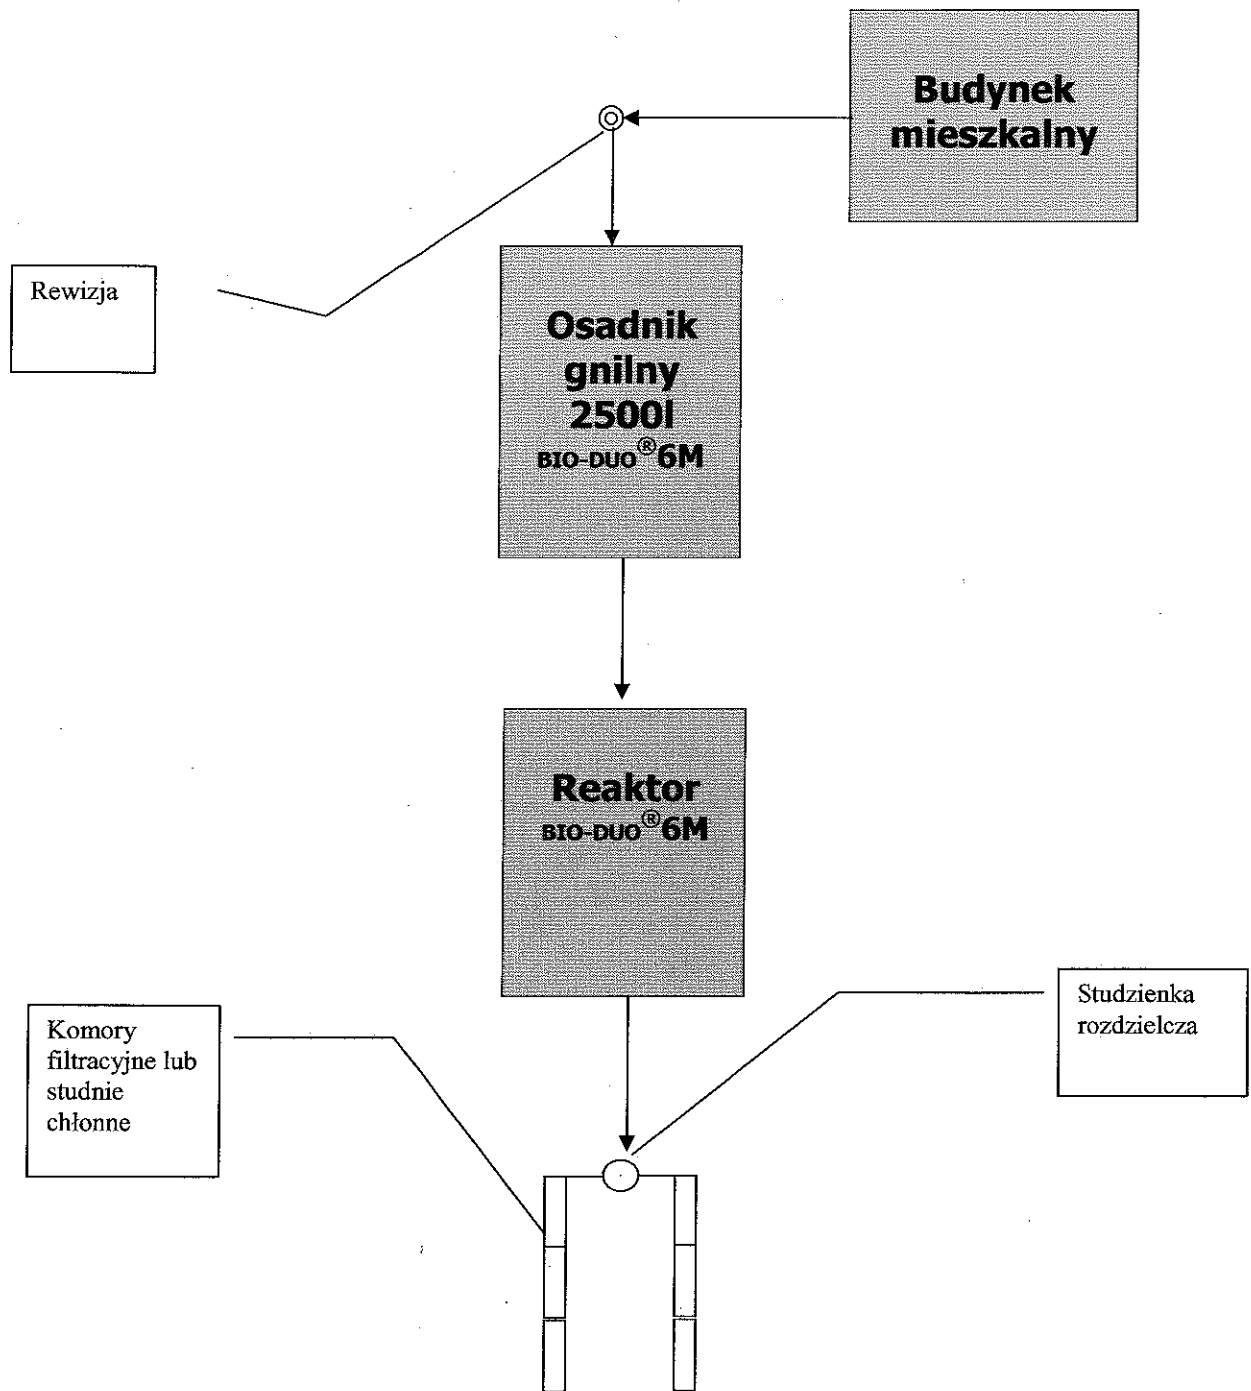 Budynek
mieszkalny
Rewizja
Osadnik
gnilny
2500l
BIO-DUO®6M
Reaktor
BIO-DUO®6M
Komory
filtracyjne lub
studnie
chłonne
Studzienka
rozdzielcza